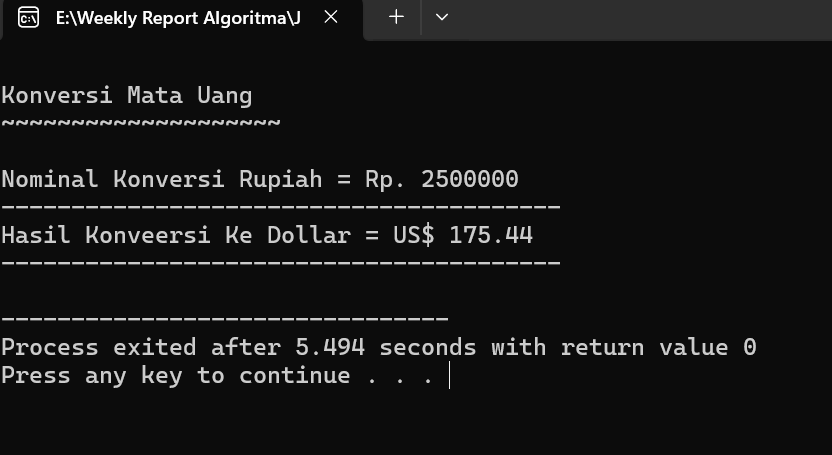 E:\Weekly Report Algoritma\J
Konversi Mata Uang
~~~~~~~~~~~~~~~~~~~~
Nominal Konversi Rupiah = Rp. 2500000
----------------------------------------
Hasil Konveersi Ke Dollar = US$ 175.44
----------------------------------------
--------------------------------
Process exited after 5.494 seconds with return value 0
Press any key to continue . . .